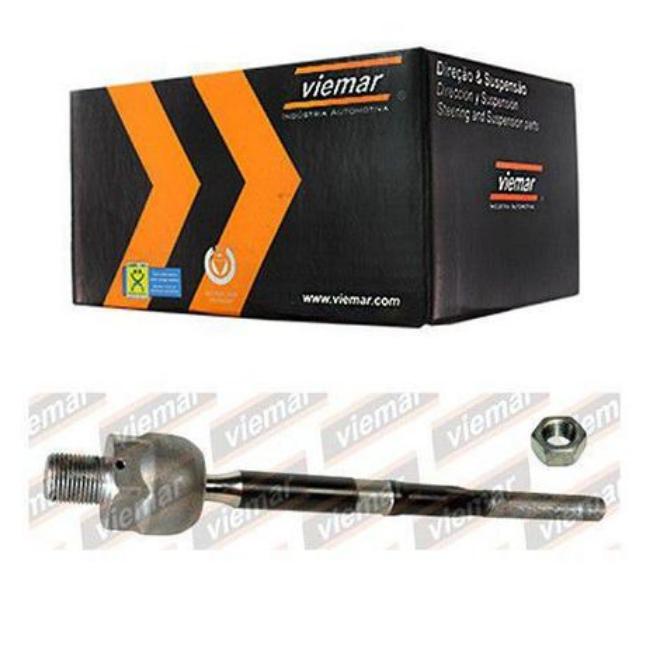 viemar
INDÚSTRIA AUTOMOTIVA
www.viemar.com
Direção & Suspensão
Dirección y Suspensión
Steering and Suspension parts
viemar
INDÚSTRIA AUTOMOTIVA
viemar
viemar
viemar
viemar
viemar
viemar
viemar